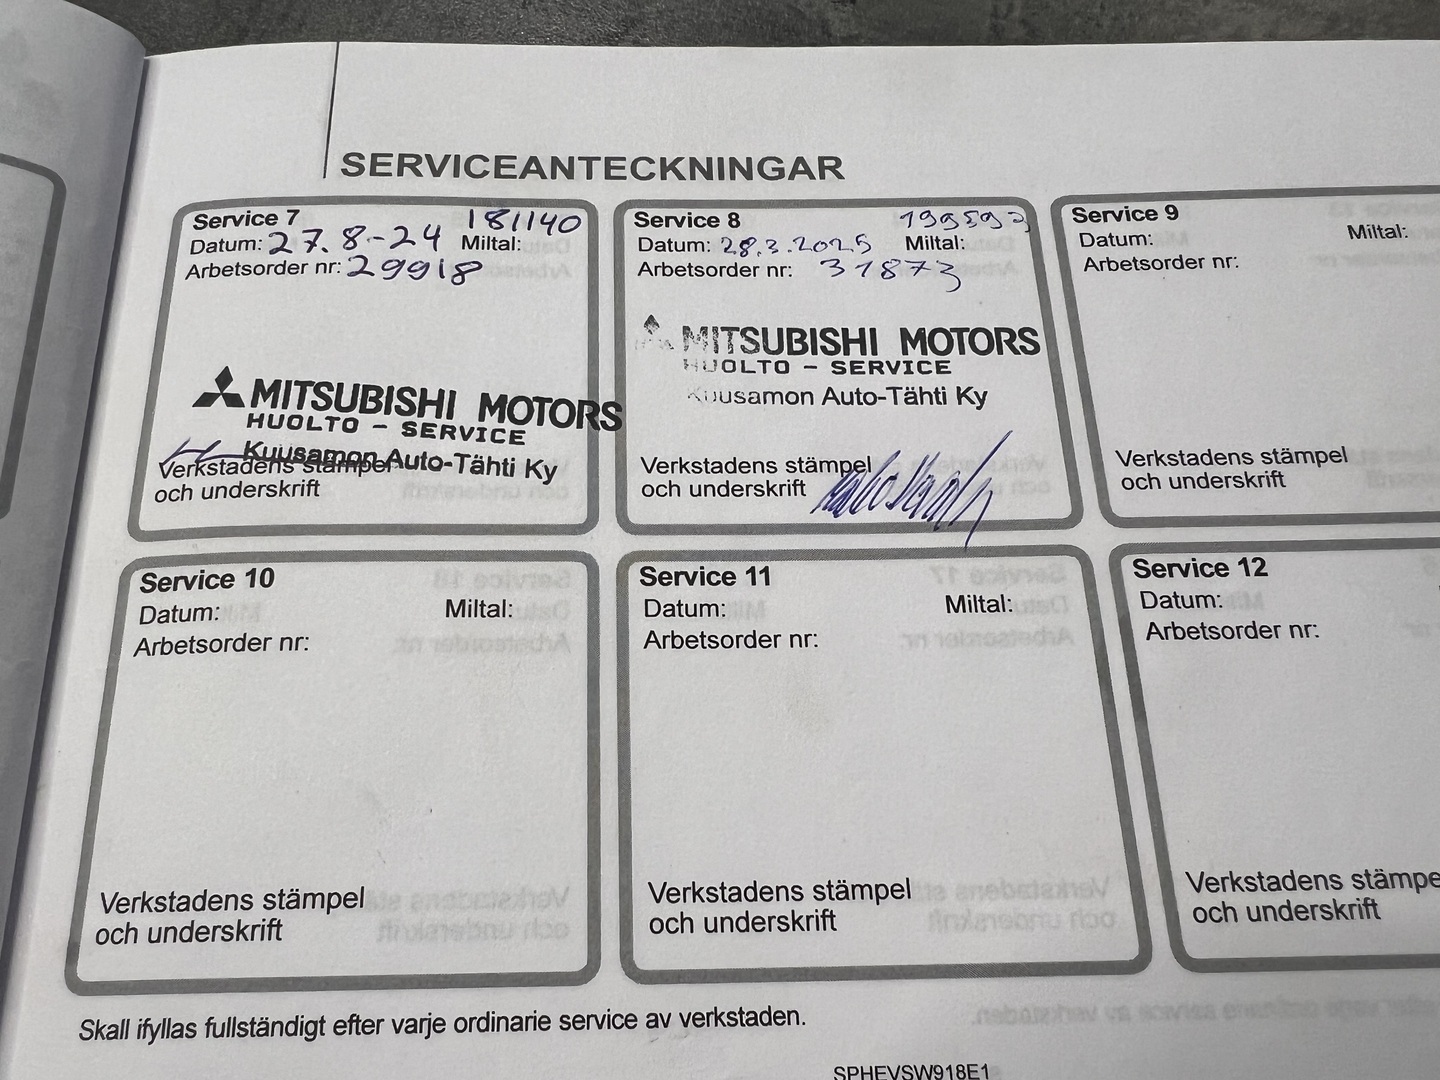 SERVICEANTECKNINGAR
Service 7 181140
Datum: 27.8-24 Miltal:
Arbetsorder nr: 29918
MITSUBISHI MOTORS
HUOLTO - SERVICE
Kuusamon Auto-Tähti Ky
Verkstadens stämpel
och underskrift
Service 8
Datum: 28.3.2025 Miltal:
Arbetsorder nr: 31873
MITSUBISHI MOTORS
HUOLTO - SERVICE
Kuusamon Auto-Tähti Ky
Verkstadens stämpel
och underskrift
Service 9
Datum: Miltal:
Arbetsorder nr:
Verkstadens stämpel
och underskrift
Service 10
Datum: Miltal:
Arbetsorder nr:
Verkstadens stämpel
och underskrift
Service 11
Datum: Miltal:
Arbetsorder nr:
Verkstadens stämpel
och underskrift
Service 12
Datum:
Arbetsorder nr:
Verkstadens stämpe
och underskrift
Skall ifyllas fullständigt efter varje ordinarie service av verkstaden.
SPHEVSW918E1